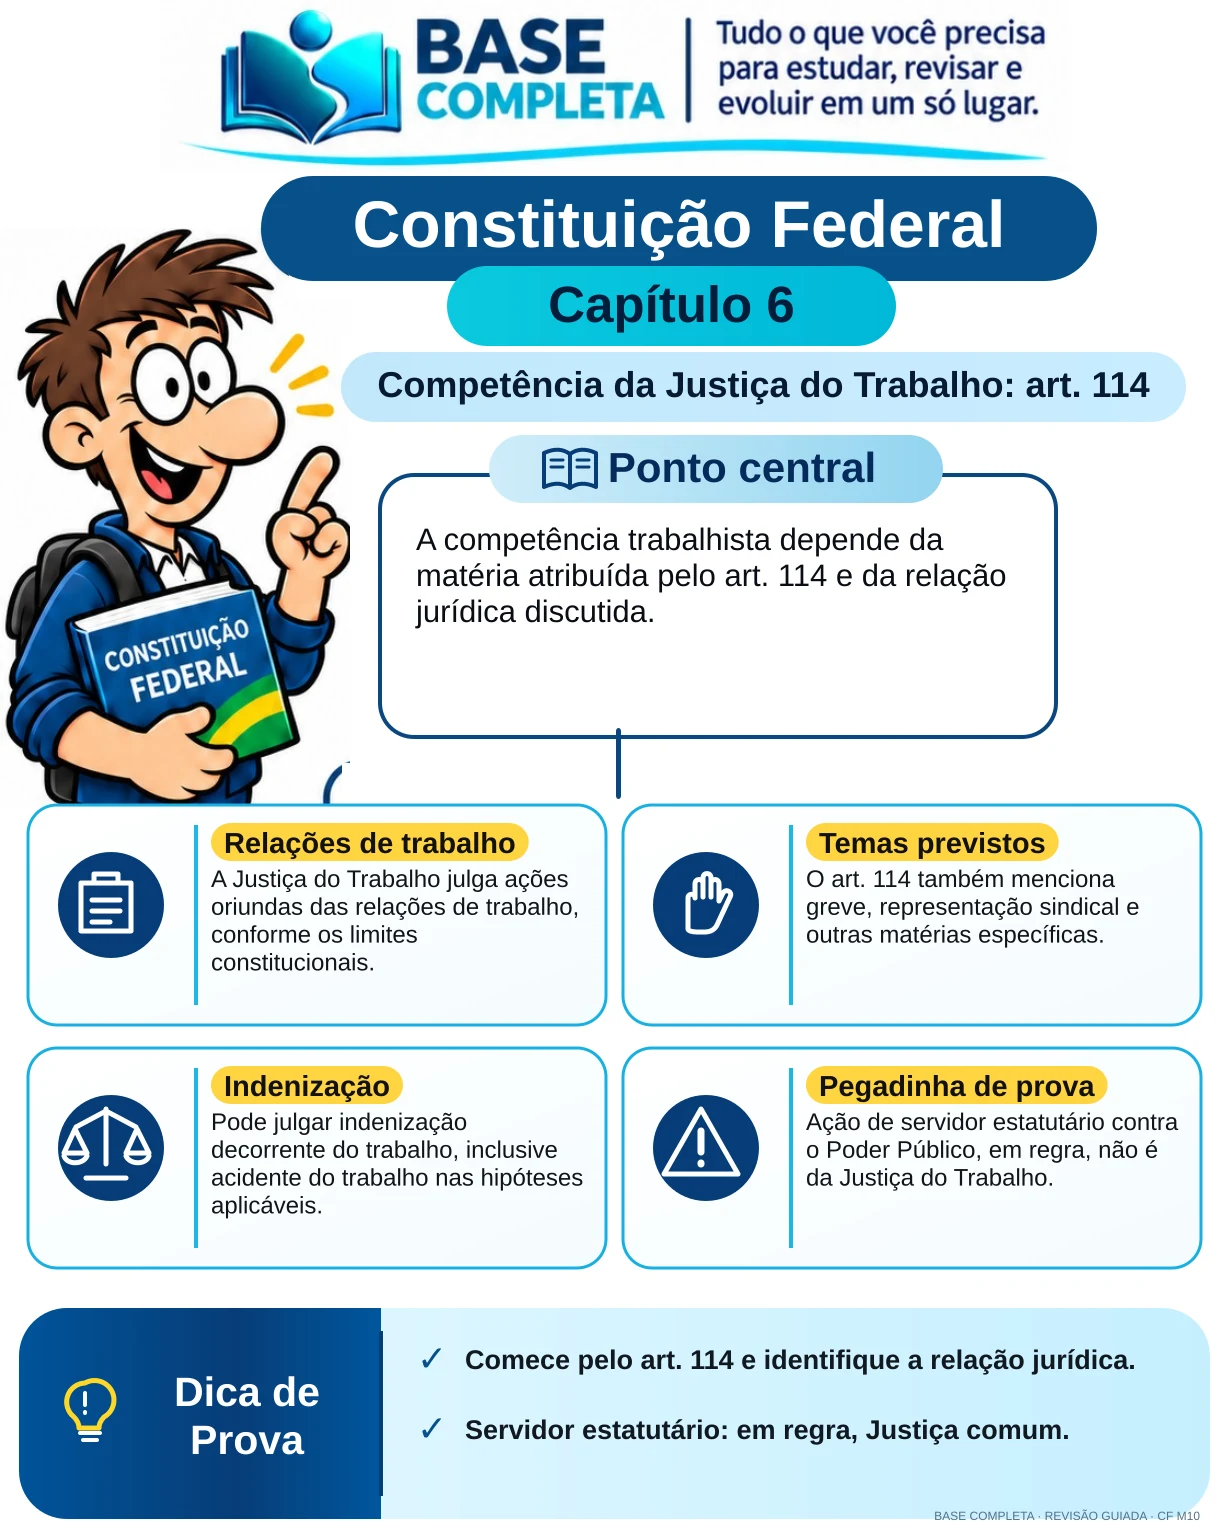 BASE
COMPLETA
Tudo o que você precisa
para estudar, revisar e
evoluir em um só lugar.
Constituição Federal
Capítulo 6
Competência da Justiça do Trabalho: art. 114
Ponto central
A competência trabalhista depende da
matéria atribuída pelo art. 114 e da relação
jurídica discutida.
CONSTITUIÇÃO
FEDERAL
Relações de trabalho
A Justiça do Trabalho julga ações
oriundas das relações de trabalho,
conforme os limites
constitucionais.
Temas previstos
O art. 114 também menciona
greve, representação sindical e
outras matérias específicas.
Indenização
Pode julgar indenização
decorrente do trabalho, inclusive
acidente do trabalho nas hipóteses
aplicáveis.
Pegadinha de prova
Ação de servidor estatutário contra
o Poder Público, em regra, não é
da Justiça do Trabalho.
Dica de
Prova
✓ Comece pelo art. 114 e identifique a relação jurídica.
✓ Servidor estatutário: em regra, Justiça comum.
BASE COMPLETA · REVISÃO GUIADA · CF M10